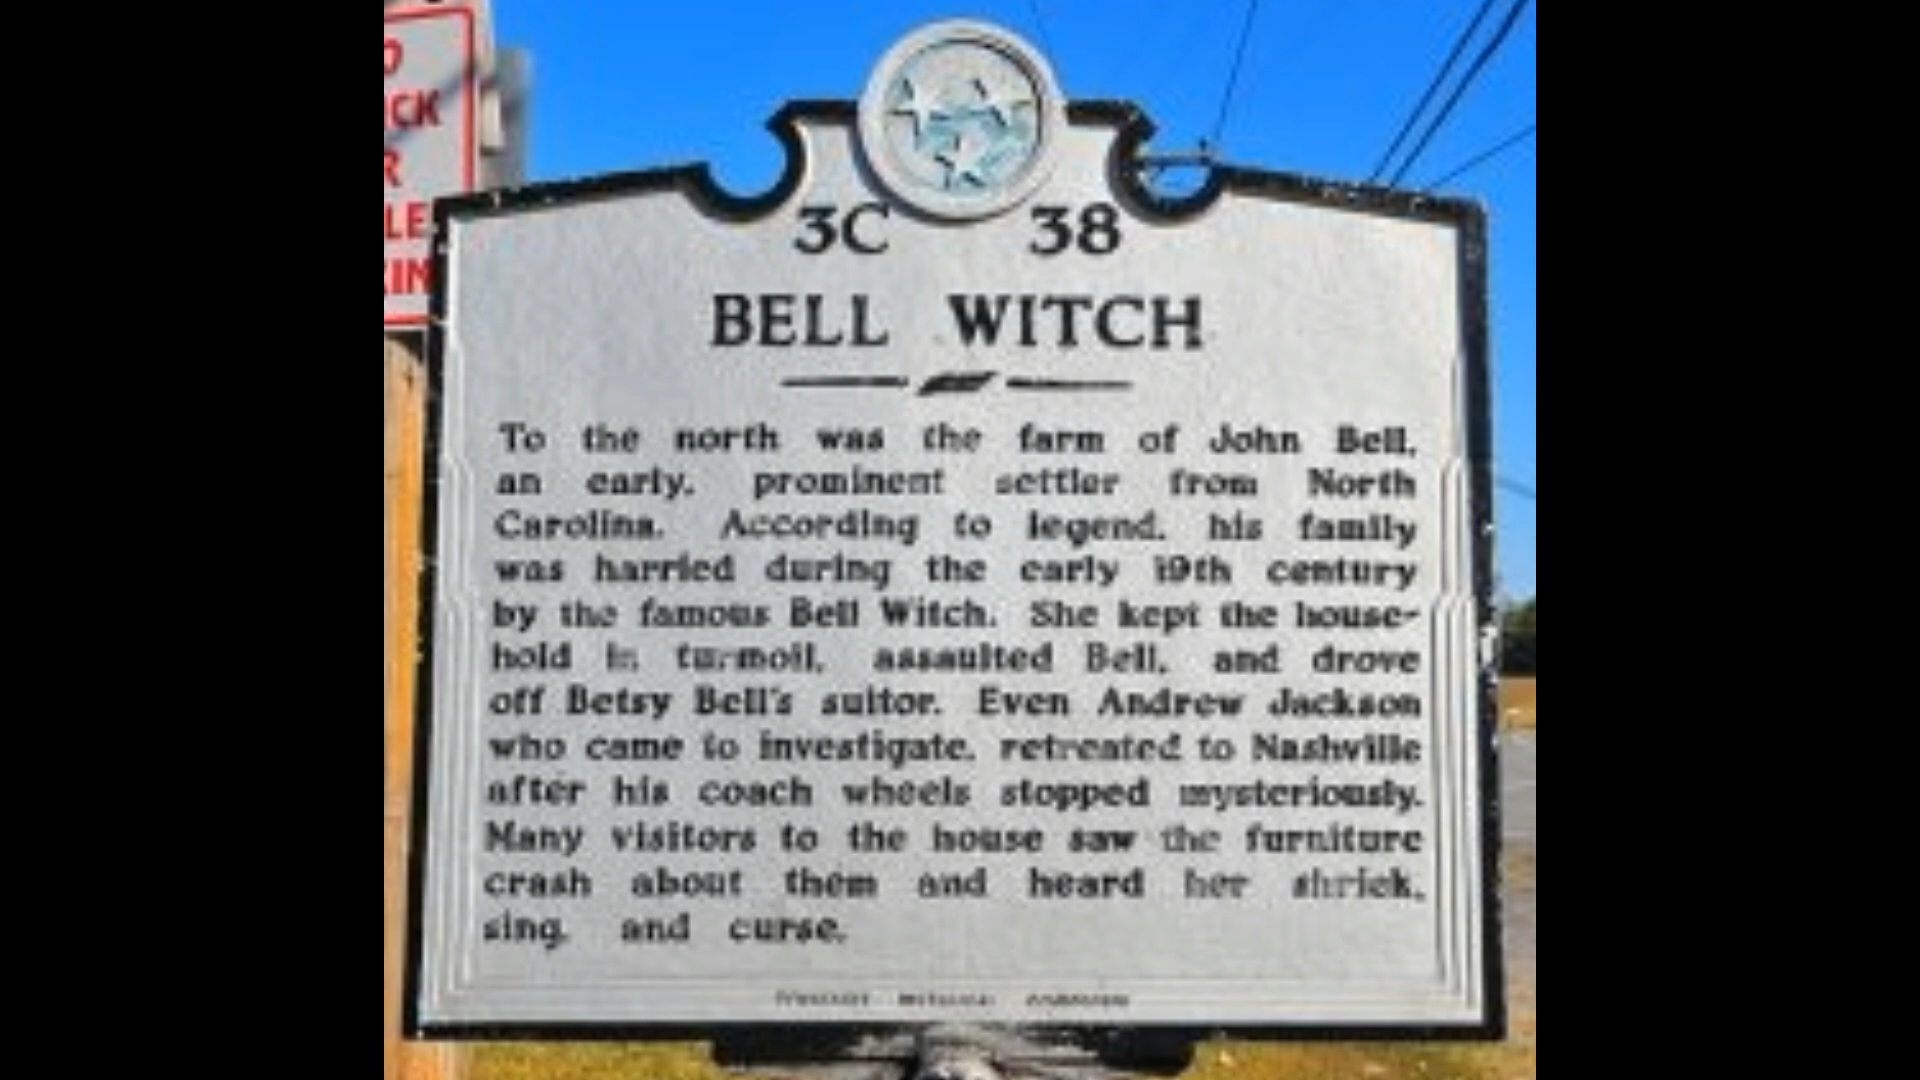 3C 38
BELL WITCH
To the north was the farm of John Bell,
an early, prominent settler from North
Carolina. According to legend, his family
was harried during the early 19th century
by the famous Bell Witch. She kept the house-
hold in turmoil, assaulted Bell, and drove
off Betsy Bell's suitor. Even Andrew Jackson
who came to investigate, retreated to Nashville
after his coach wheels stopped mysteriously.
Many visitors to the house saw the furniture
crash about them and heard her shriek,
sing, and curse.